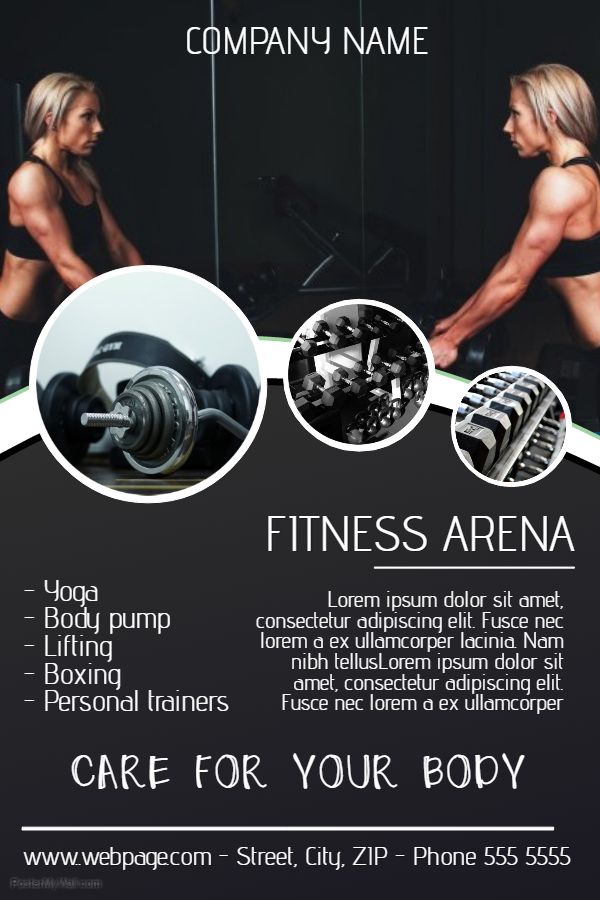 COMPANY NAME
FITNESS ARENA
- Yoga
- Body pump
- Lifting
- Boxing
- Personal trainers
Lorem ipsum dolor sit amet,
consectetur adipiscing elit. Fusce nec
lorem a ex ullamcorper lacinia. Nam
nibh tellusLorem ipsum dolor sit
amet, consectetur adipiscing elit.
Fusce nec lorem a ex ullamcorper
CARE FOR YOUR BODY
www.webpage.com - Street, City, ZIP - Phone 555 5555
PosterMyWall.com